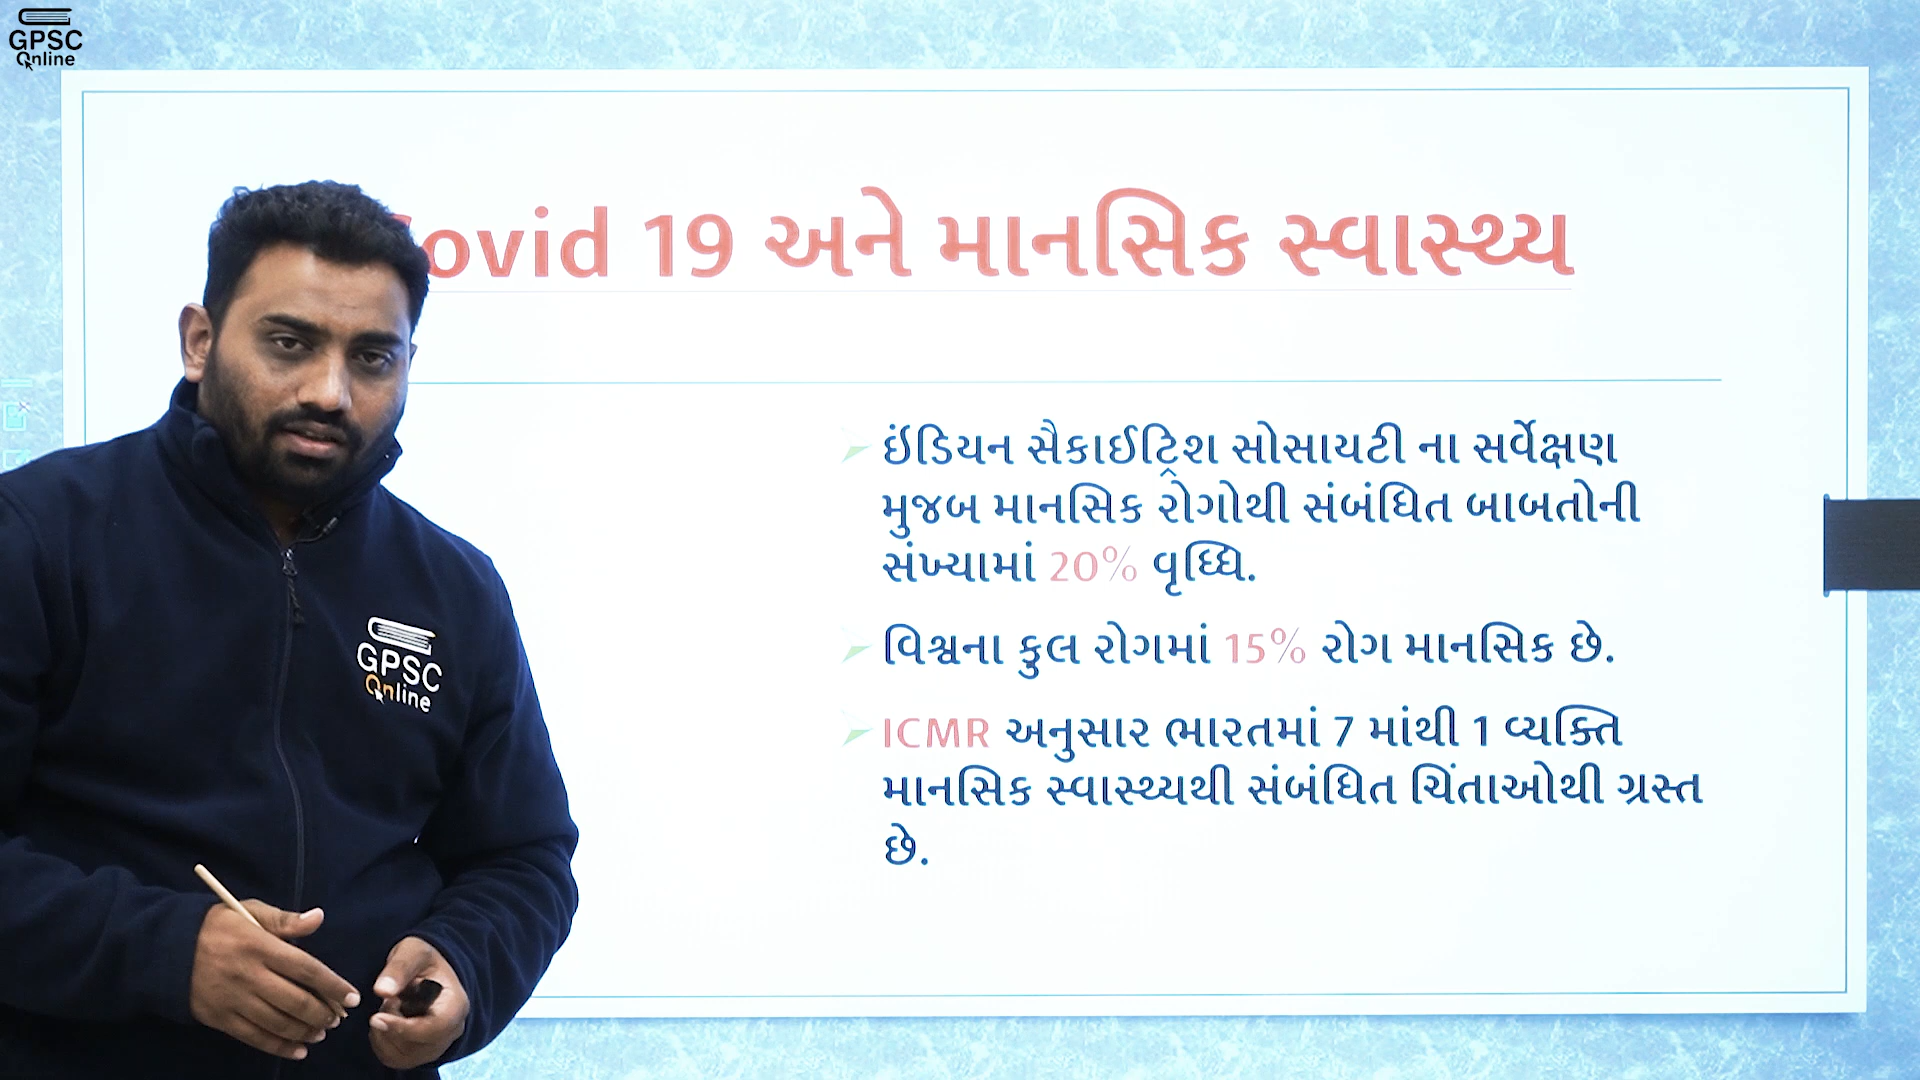 GPSC
Online
ovid 19 અને માનસિક સ્વાસ્થ્ય
ઇંડિયન સૈકાઈટ્રિશ સોસાયટી ના સર્વેક્ષણ
મુજબ માનસિક રોગોથી સંબંધિત બાબતોની
સંખ્યામાં 20% વૃધ્ધિ.
વિશ્વના કુલ રોગમાં 15% રોગ માનસિક છે.
ICMR અનુસાર ભારતમાં 7 માંથી 1 વ્યક્તિ
માનસિક સ્વાસ્થ્યથી સંબંધિત ચિંતાઓથી ગ્રસ્ત
છે.
GPSC
Online